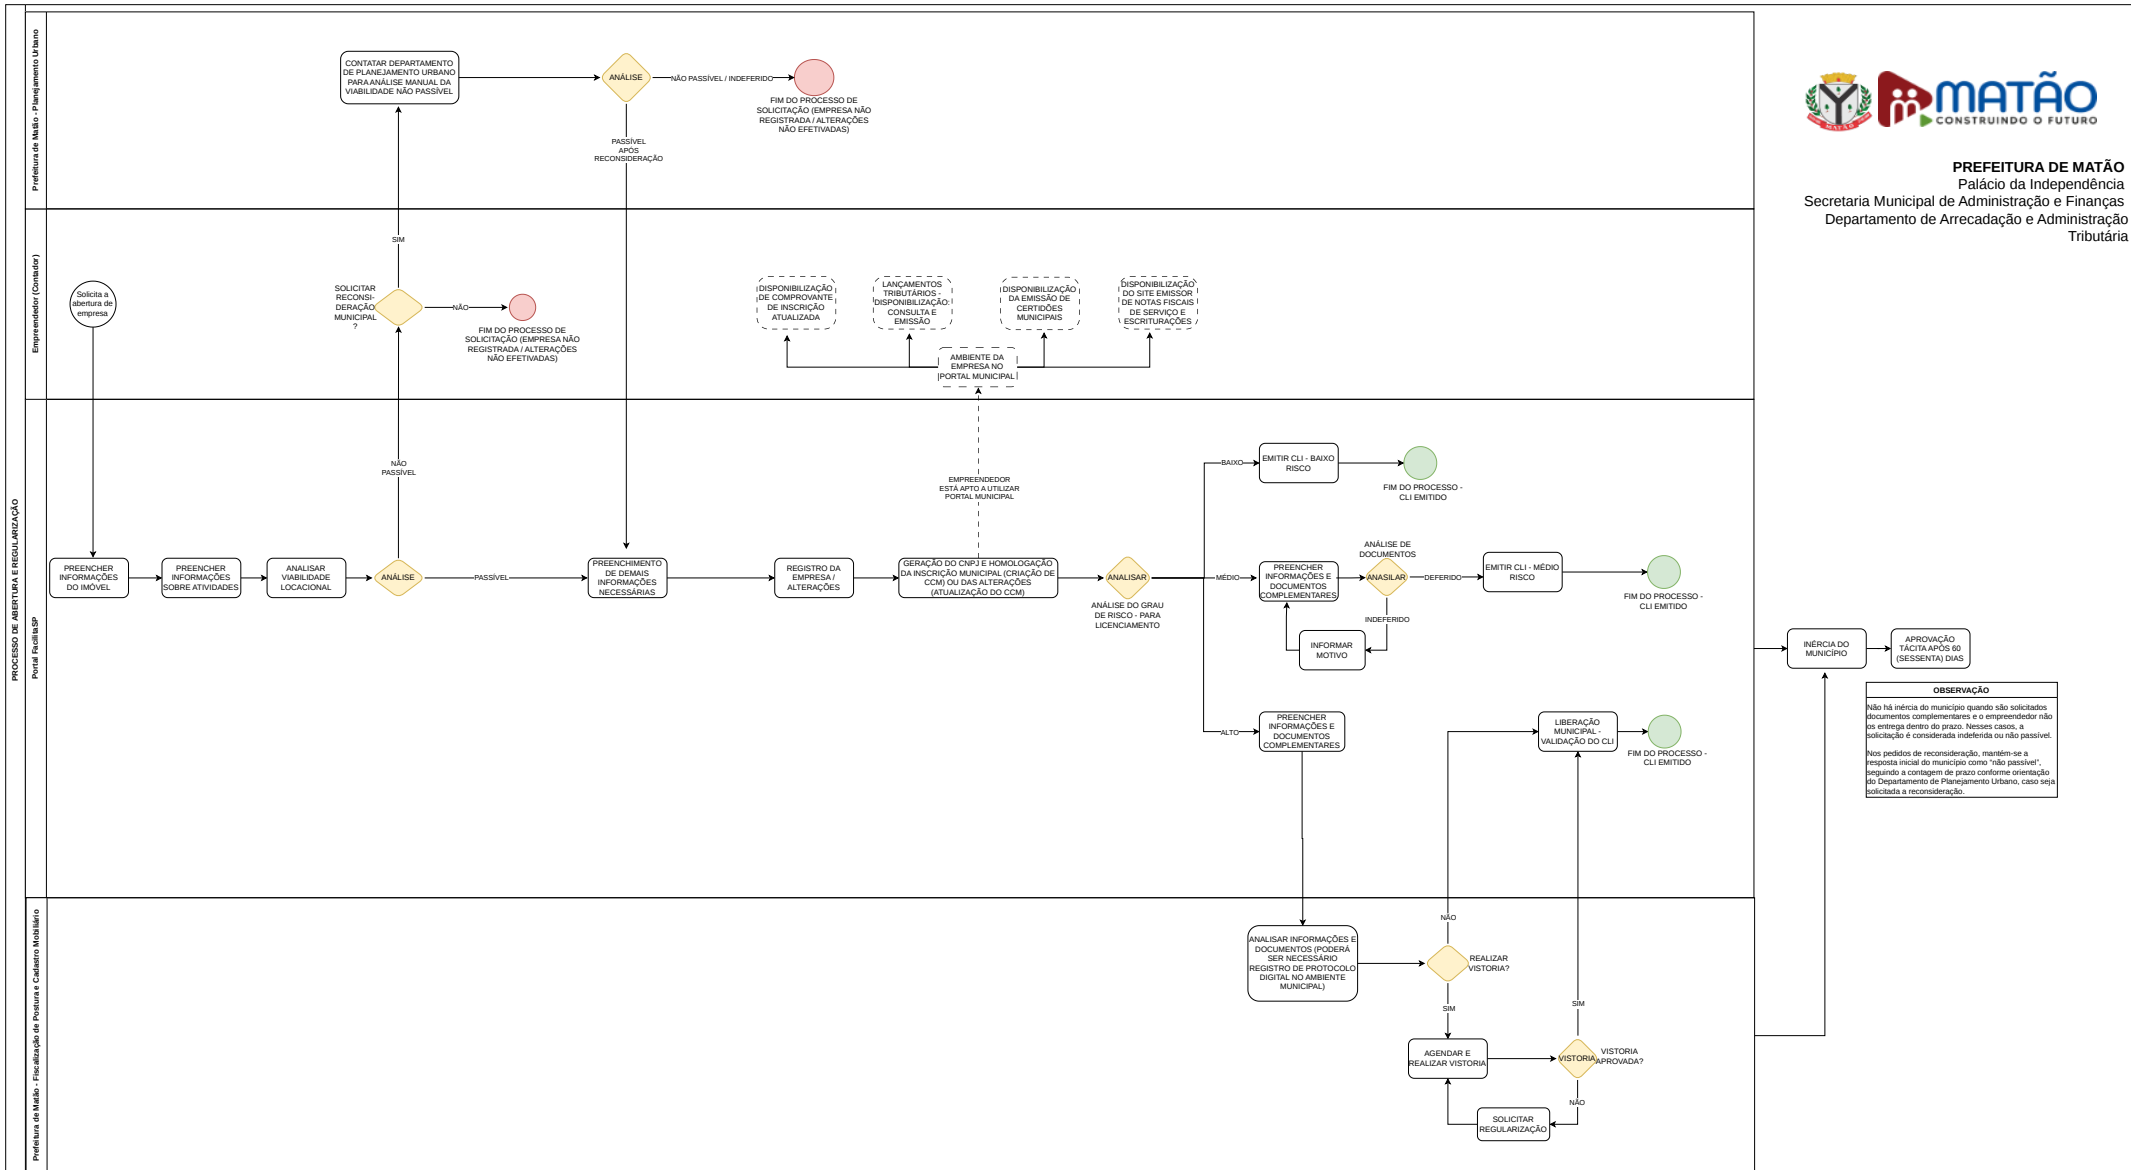 PROCESSO DE ABERTURA E REGULARIZAÇÃO
Prefeitura de Matão - Planejamento Urbano
CONTATAR DEPARTAMENTO
DE PLANEJAMENTO URBANO
PARA ANÁLISE MANUAL DA
VIABILIDADE NÃO PASSÍVEL
ANÁLISE
NÃO PASSÍVEL / INDEFERIDO
FIM DO PROCESSO DE
SOLICITAÇÃO (EMPRESA NÃO
REGISTRADA / ALTERAÇÕES
NÃO EFETIVADAS)
PASSÍVEL
APÓS
RECONSIDERAÇÃO
MATÃO
MATÃO
CONSTRUINDO O FUTURO
PREFEITURA DE MATÃO
Palácio da Independência
Secretaria Municipal de Administração e Finanças
Departamento de Arrecadação e Administração
Tributária
Empreendedor (Contador)
Solicita a
abertura de
empresa
SIM
SOLICITAR
RECONSI-
DERAÇÃO
MUNICIPAL
?
NÃO
FIM DO PROCESSO DE
SOLICITAÇÃO (EMPRESA NÃO
REGISTRADA / ALTERAÇÕES
NÃO EFETIVADAS)
DISPONIBILIZAÇÃO
DE COMPROVANTE
DE INSCRIÇÃO
ATUALIZADA
LANÇAMENTOS
TRIBUTÁRIOS -
DISPONIBILIZAÇÃO:
CONSULTA E
EMISSÃO
DISPONIBILIZAÇÃO
DA EMISSÃO DE
CERTIDÕES
MUNICIPAIS
DISPONIBILIZAÇÃO
DO SITE EMISSOR
DE NOTAS FISCAIS
DE SERVIÇO E
ESCRITURAÇÕES
AMBIENTE DA
EMPRESA NO
PORTAL MUNICIPAL
Portal FacilitaSP
NÃO
PASSÍVEL
EMPREENDEDOR
ESTÁ APTO A UTILIZAR
PORTAL MUNICIPAL
PREENCHER
INFORMAÇÕES
DO IMÓVEL
PREENCHER
INFORMAÇÕES
SOBRE ATIVIDADES
ANALISAR
VIABILIDADE
LOCACIONAL
ANÁLISE
PASSÍVEL
PREENCHIMENTO
DE DEMAIS
INFORMAÇÕES
NECESSÁRIAS
REGISTRO DA
EMPRESA /
ALTERAÇÕES
GERAÇÃO DO CNPJ E HOMOLOGAÇÃO
DA INSCRIÇÃO MUNICIPAL (CRIAÇÃO DE
CCM) OU DAS ALTERAÇÕES
(ATUALIZAÇÃO DO CCM)
ANALISAR
ANÁLISE DO GRAU
DE RISCO - PARA
LICENCIAMENTO
BAIXO
EMITIR CLI - BAIXO
RISCO
FIM DO PROCESSO -
CLI EMITIDO
MÉDIO
PREENCHER
INFORMAÇÕES E
DOCUMENTOS
COMPLEMENTARES
ANÁLISE DE
DOCUMENTOS
ANASILAR
DEFERIDO
EMITIR CLI - MÉDIO
RISCO
FIM DO PROCESSO -
CLI EMITIDO
INDEFERIDO
INFORMAR
MOTIVO
ALTO
PREENCHER
INFORMAÇÕES E
DOCUMENTOS
COMPLEMENTARES
LIBERAÇÃO
MUNICIPAL -
VALIDAÇÃO DO CLI
FIM DO PROCESSO -
CLI EMITIDO
INÉRCIA DO
MUNICÍPIO
APROVAÇÃO
TÁCITA APÓS 60
(SESSENTA) DIAS
OBSERVAÇÃO
Não há inércia do município quando são solicitados
documentos complementares e o empreendedor não
os entrega dentro do prazo. Nesses casos, a
solicitação é considerada indeferida ou não passível.
Nos pedidos de reconsideração, mantém-se a
resposta inicial do município como "não passível",
seguindo a contagem de prazo conforme orientação
do Departamento de Planejamento Urbano, caso seja
solicitada a reconsideração.
Prefeitura de Matão - Fiscalização de Postura e Cadastro Mobiliário
ANALISAR INFORMAÇÕES E
DOCUMENTOS (PODERÁ
SER NECESSÁRIO
REGISTRO DE PROTOCOLO
DIGITAL NO AMBIENTE
MUNICIPAL)
NÃO
REALIZAR
VISTORIA?
SIM
AGENDAR E
REALIZAR VISTORIA
SIM
VISTORIA
VISTORIA
APROVADA?
NÃO
SOLICITAR
REGULARIZAÇÃO